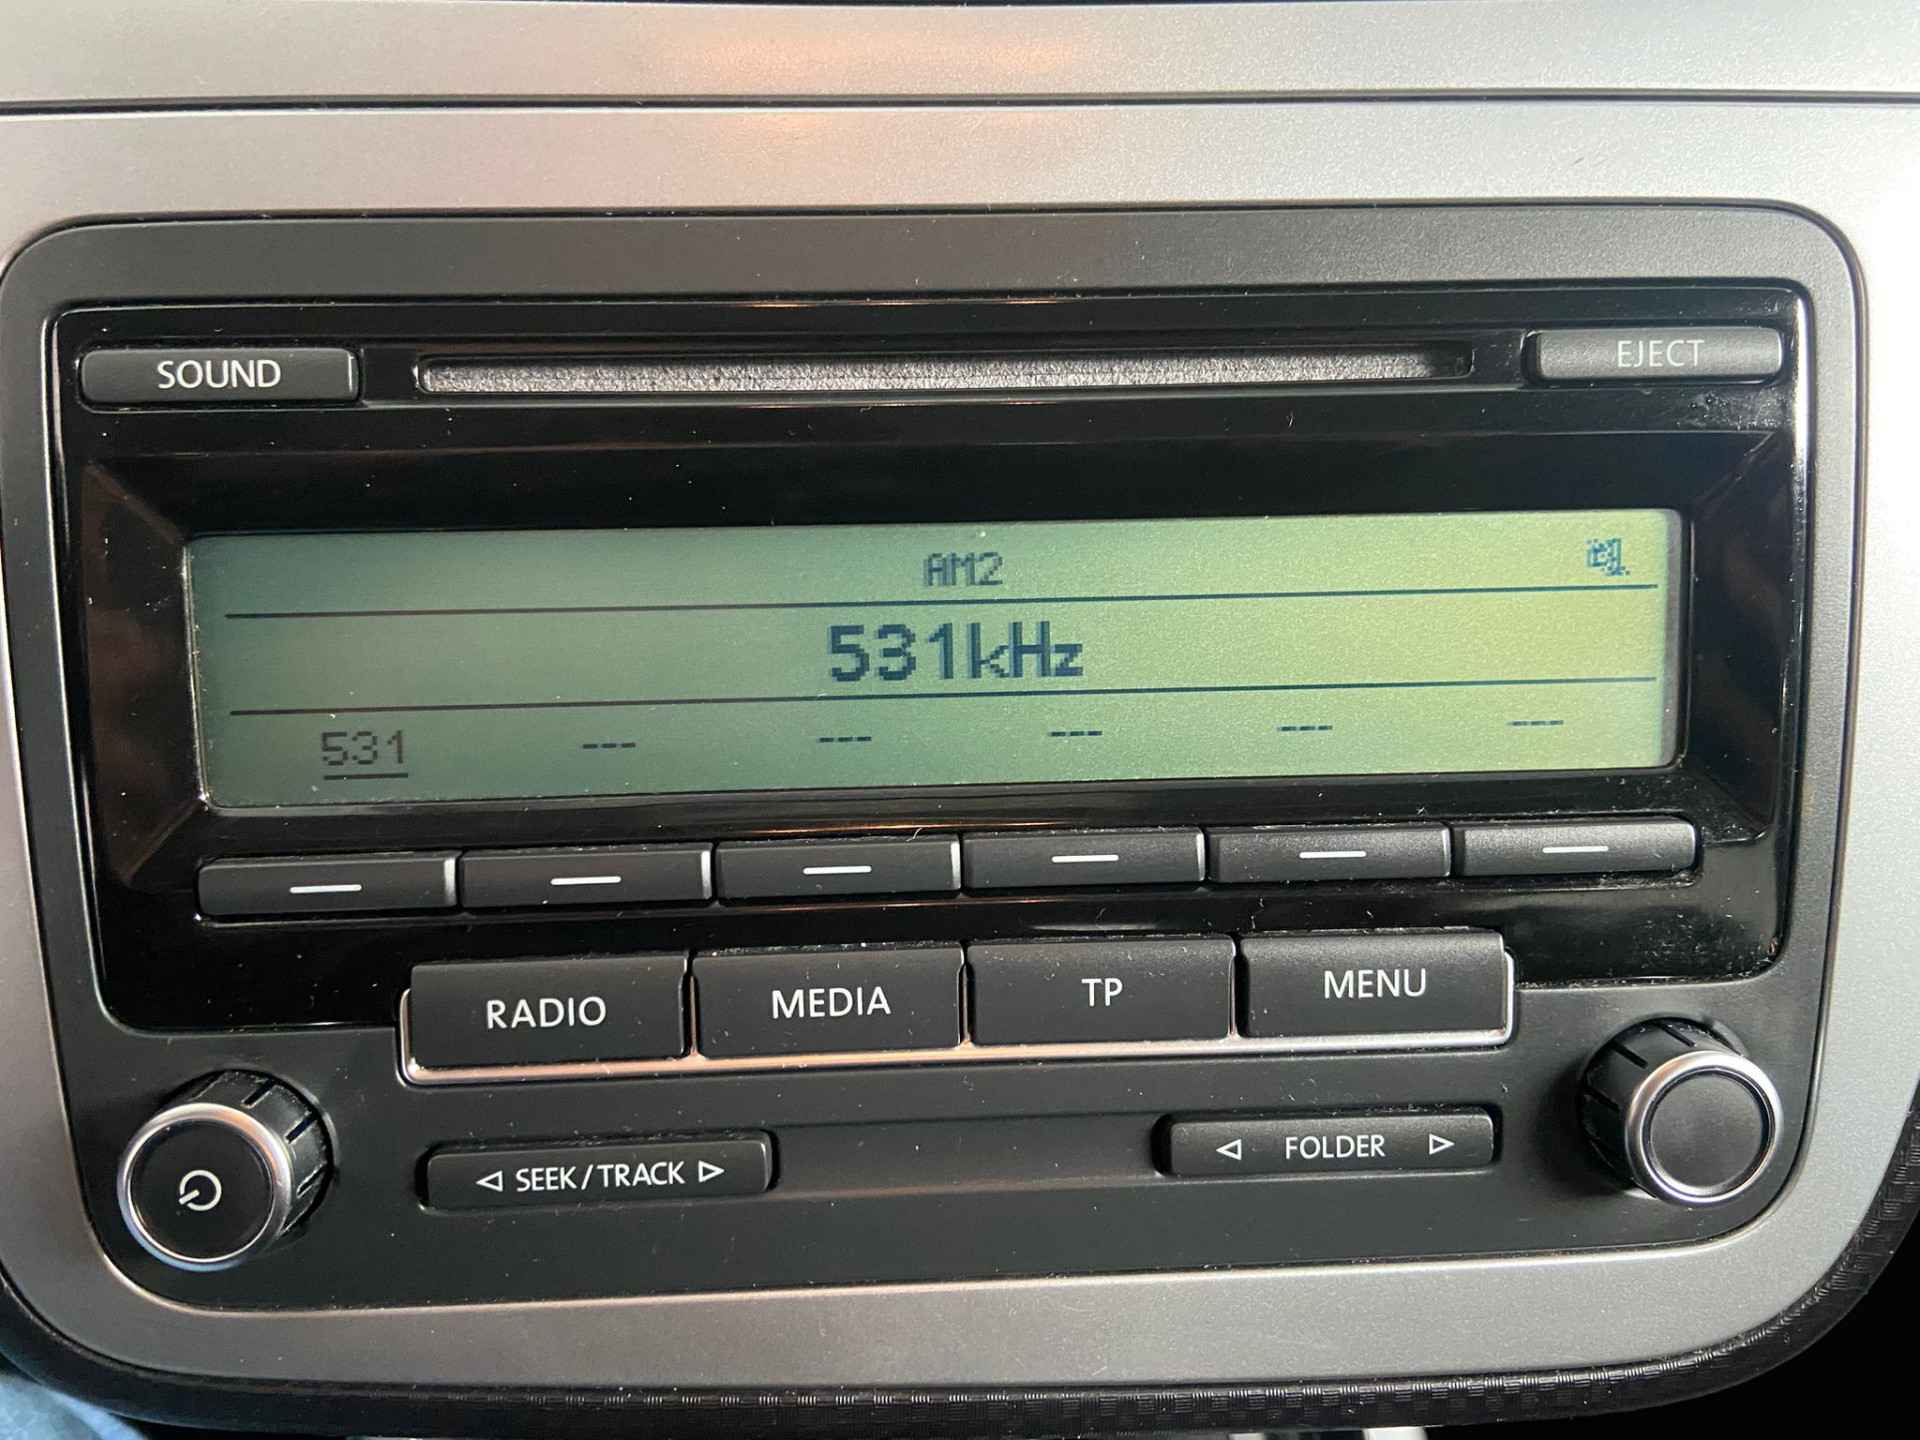 SOUND EJECT
AM2
531kHz
531 --- --- --- --- ---
RADIO MEDIA TP MENU
SEEK/TRACK FOLDER